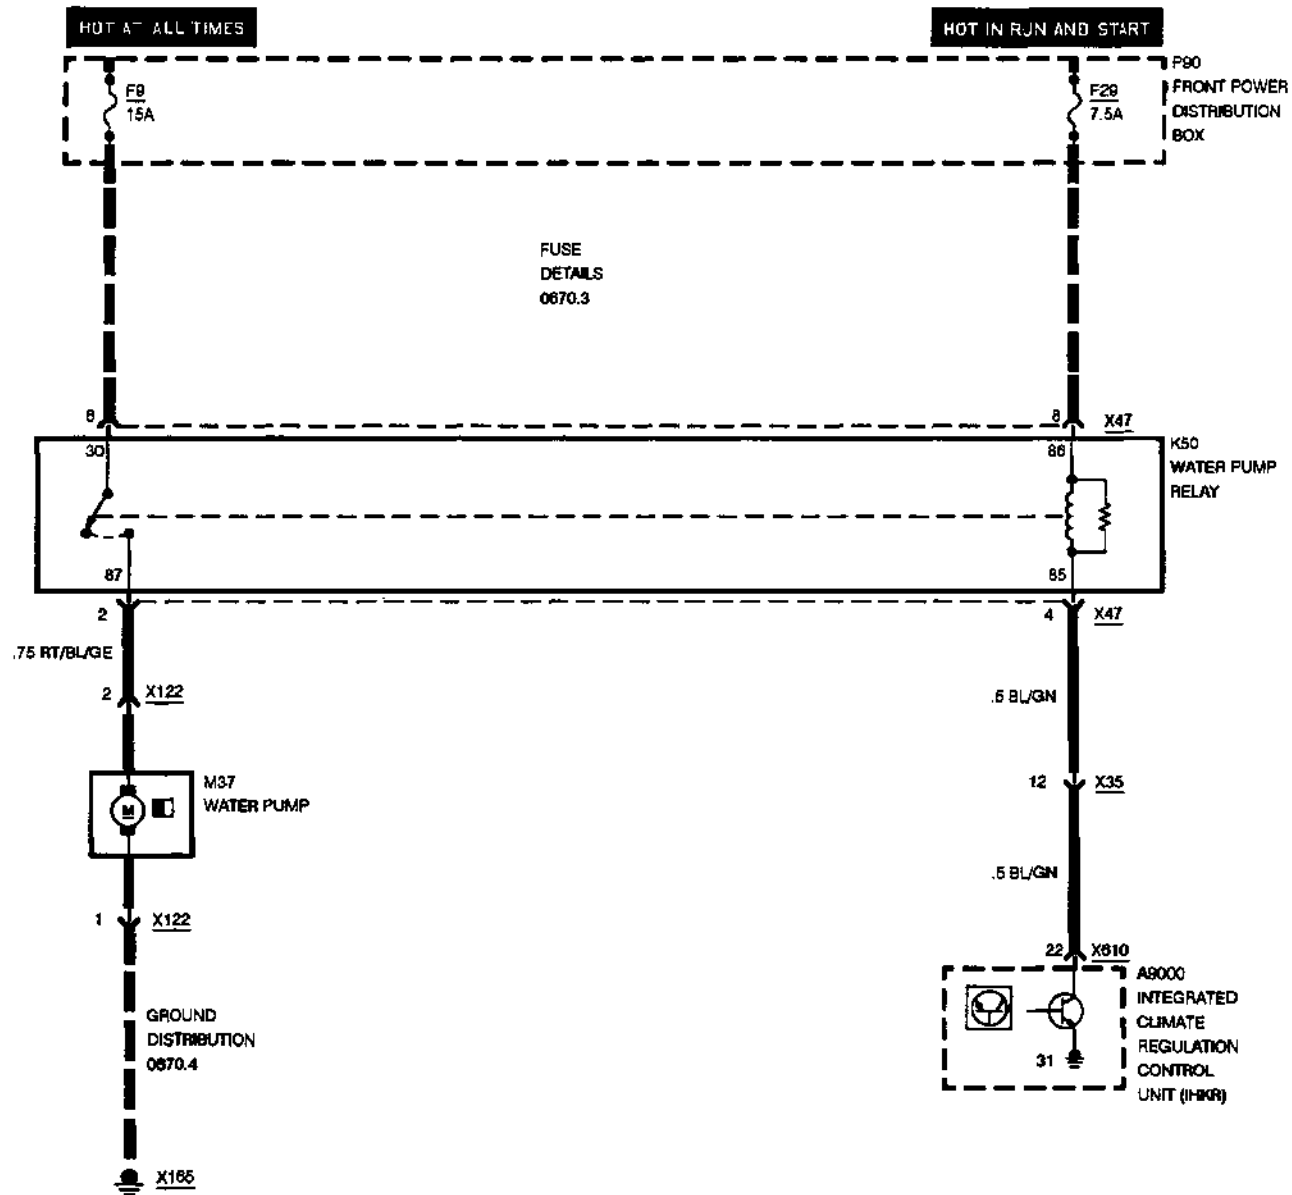 HOT AT ALL TIMES
HOT IN RUN AND START
F9
15A
F29
7.5A
P90
FRONT POWER
DISTRIBUTION
BOX
FUSE
DETAILS
0670.3
6
8
X47
30
86
K50
WATER PUMP
RELAY
87
85
2
4
X47
.75 RT/BL/GE
2
X122
.5 BL/GN
M37
WATER PUMP
M
12
X35
.5 BL/GN
1
X122
22
X610
A9000
INTEGRATED
CLIMATE
REGULATION
CONTROL
UNIT (IHKR)
31
GROUND
DISTRIBUTION
0670.4
X165